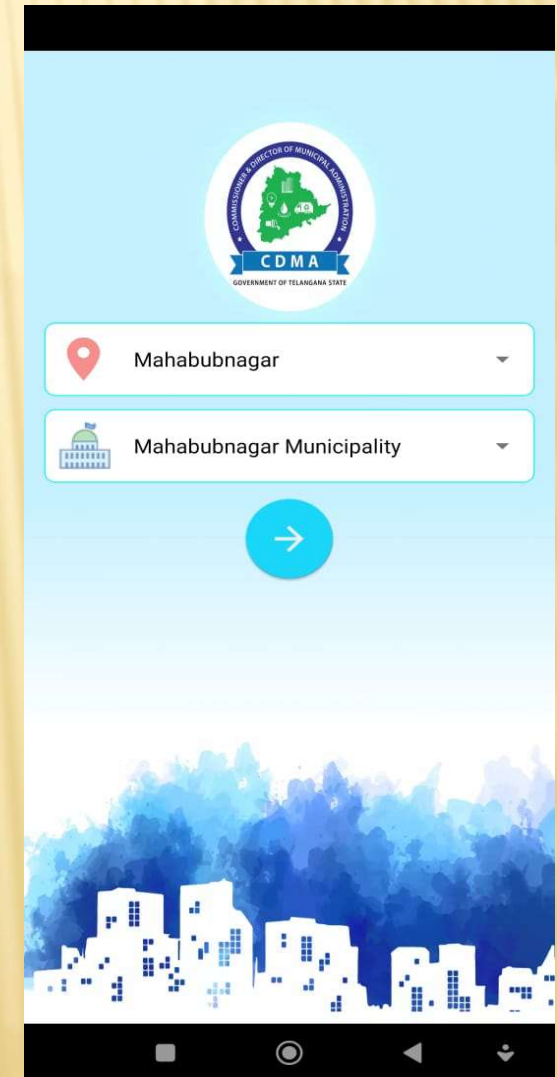 COMMISSIONER & DIRECTOR OF MUNICIPAL ADMINISTRATION
CDMA
GOVERNMENT OF TELANGANA STATE
Mahabubnagar
Mahabubnagar Municipality